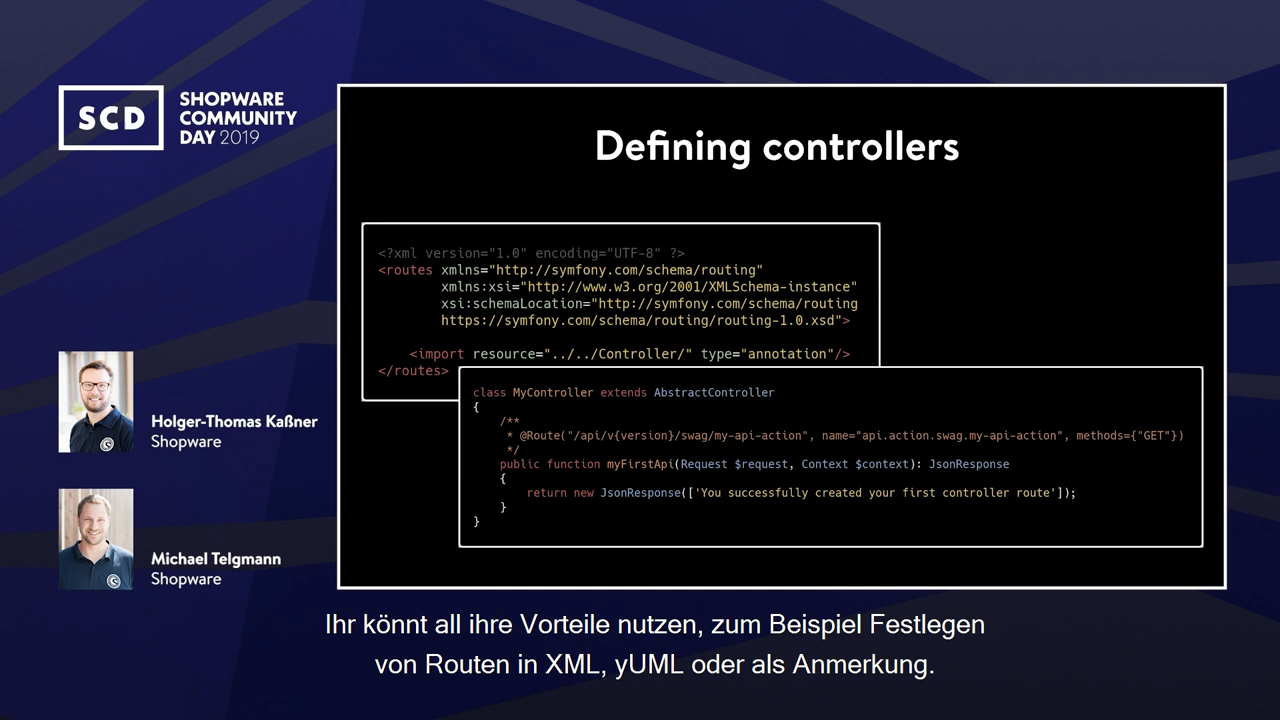 SCD
SHOPWARE
COMMUNITY
DAY 2019
Defining controllers
<?xml version="1.0" encoding="UTF-8" ?>
<routes xmlns="http://symfony.com/schema/routing"
xmlns:xsi="http://www.w3.org/2001/XMLSchema-instance"
xsi:schemaLocation="http://symfony.com/schema/routing
https://symfony.com/schema/routing/routing-1.0.xsd">
<import resource="../../Controller/" type="annotation"/>
</routes>
class MyController extends AbstractController
{
/**
* @Route("/api/v{version}/swag/my-api-action", name="api.action.swag.my-api-action", methods={"GET"})
*/
public function myFirstApi(Request $request, Context $context): JsonResponse
{
return new JsonResponse(['You successfully created your first controller route']);
}
}
Holger-Thomas Kaßner
Shopware
Michael Telgmann
Shopware
Ihr könnt all ihre Vorteile nutzen, zum Beispiel Festlegen
von Routen in XML, yUML oder als Anmerkung.